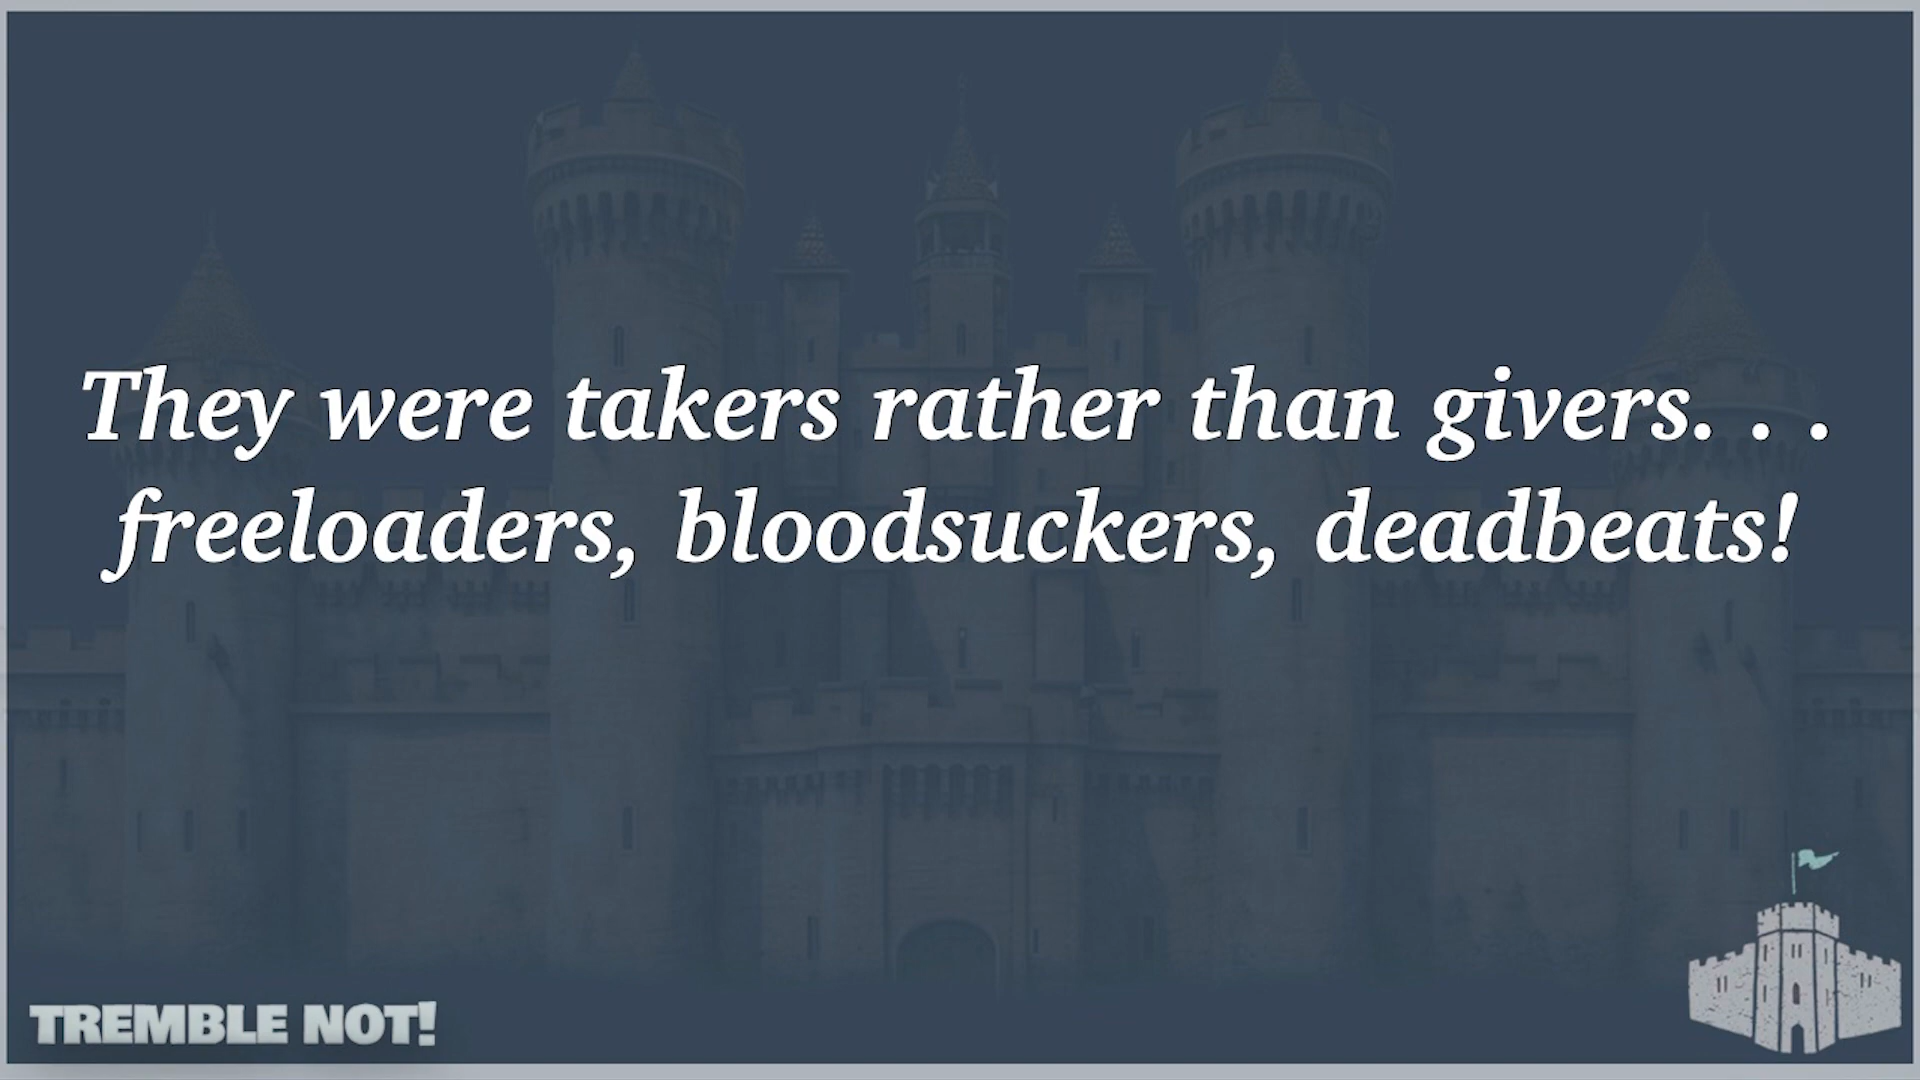 They were takers rather than givers. . .
freeloaders, bloodsuckers, deadbeats!
TREMBLE NOT!